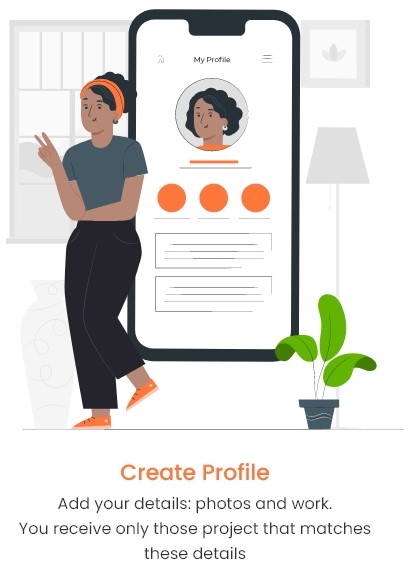 My Profile
Create Profile
Add your details: photos and work.
You receive only those project that matches
these details